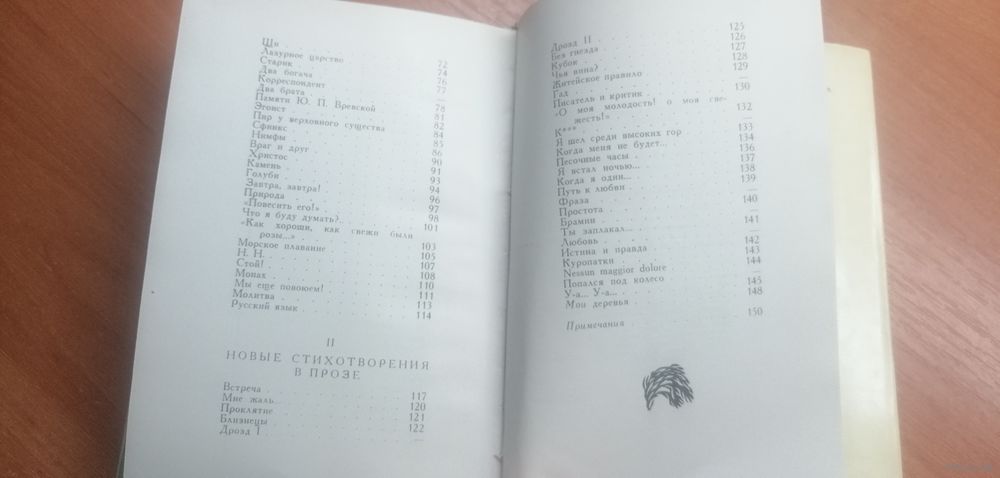 Щи 72
Лазурное царство 74
Старик 76
Два богача 77
Корреспондент —
Два брата 78
Памяти Ю. П. Вревской 81
Эгоист 82
Пир у верховного существа 84
Сфинкс 85
Нимфы 86
Враг и друг 90
Христос 91
Камень 93
Голуби 94
Завтра, завтра! 96
Природа 97
«Повесить его!» 98
Что я буду думать?.. 101
«Как хороши, как свежи были
розы...» 103
Морское плавание 105
Н. Н. 107
Стой! 108
Монах 110
Мы еще повоюем! 111
Молитва 113
Русский язык 114
II
НОВЫЕ СТИХОТВОРЕНИЯ
В ПРОЗЕ
Встреча 117
Мне жаль... 120
Проклятие 121
Близнецы 122
Дрозд I —
Дрозд II 125
Без гнезда 126
Кубок 127
Чья вина? 128
Житейское правило 129
Гад —
Писатель и критик 130
«О моя молодость! о моя све-
жесть!» 132
К***
Я шел среди высоких гор 133
Когда меня не будет... 134
Песочные часы 136
Я встал ночью... 137
Когда я один... 138
Путь к любви 139
Фраза —
Простота 140
Брамин —
Ты заплакал... 141
Любовь —
Истина и правда 142
Куропатки 143
Nessun maggior dolore 144
Попался под колесо —
У-а... У-а... 145
Мои деревья 148
Примечания 150